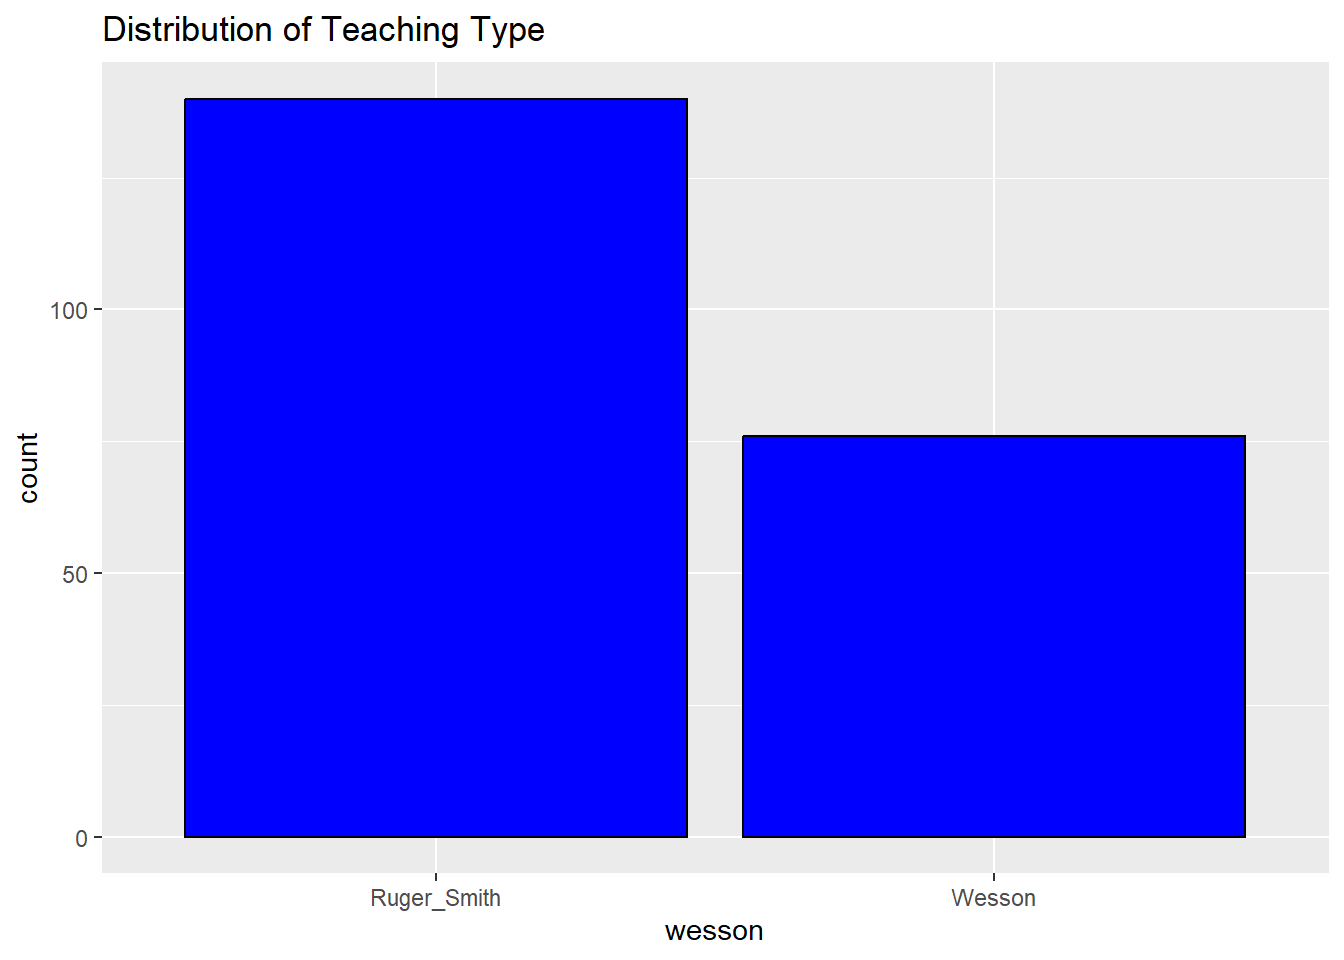 Distribution of Teaching Type
count
100
50
0
Ruger_Smith
Wesson
wesson